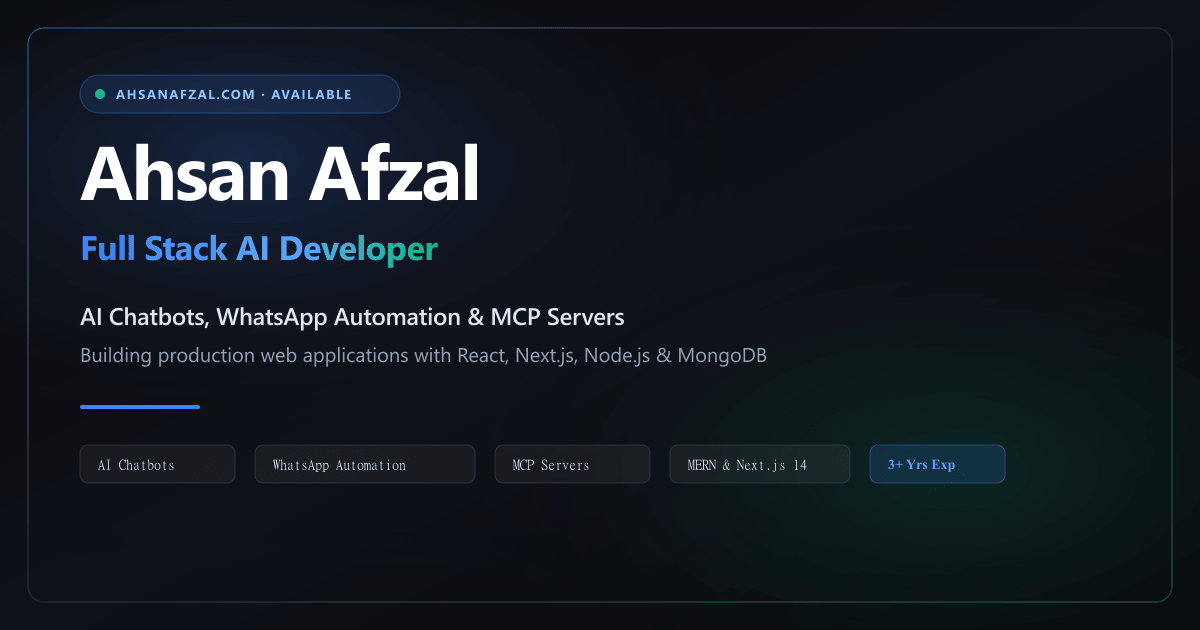 AHSANAFZAL.COM · AVAILABLE
Ahsan Afzal
Full Stack AI Developer
AI Chatbots, WhatsApp Automation & MCP Servers
Building production web applications with React, Next.js, Node.js & MongoDB
AI Chatbots
WhatsApp Automation
MCP Servers
MERN & Next.js 14
3+ Yrs Exp